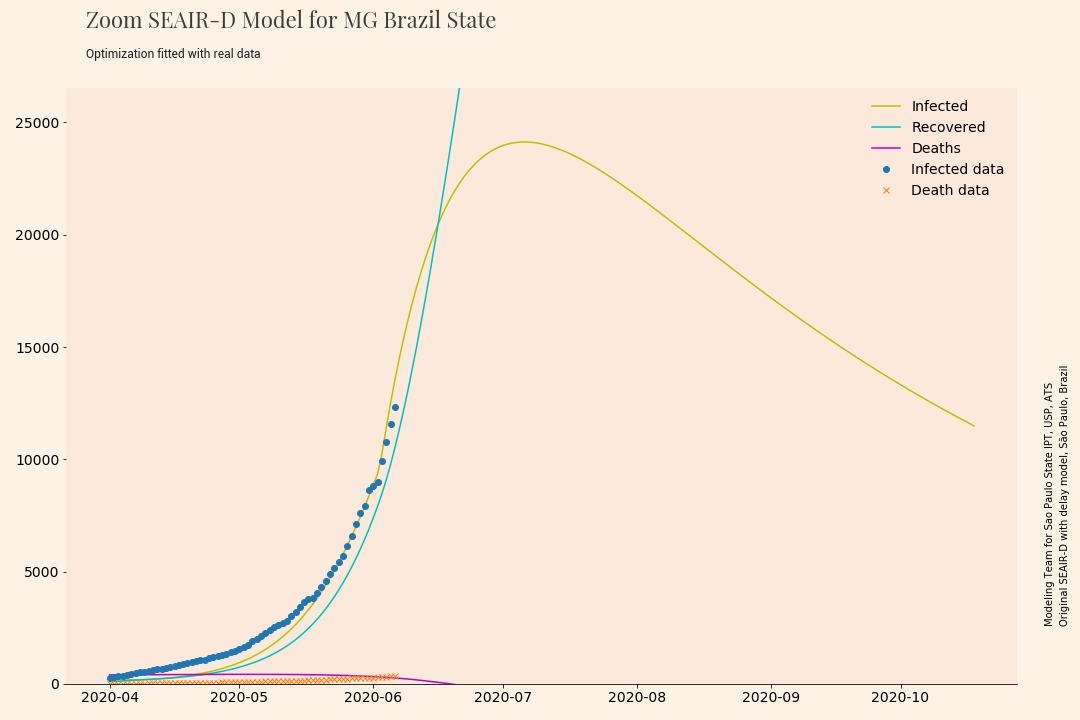 Zoom SEAIR-D Model for MG Brazil State
Optimization fitted with real data
Infected
Recovered
Deaths
Infected data
Death data
25000
20000
15000
10000
5000
0
2020-04
2020-05
2020-06
2020-07
2020-08
2020-09
2020-10
Modeling Team for Sao Paulo State IPT, USP, ATS
Original SEAIR-D with delay model, São Paulo, Brazil